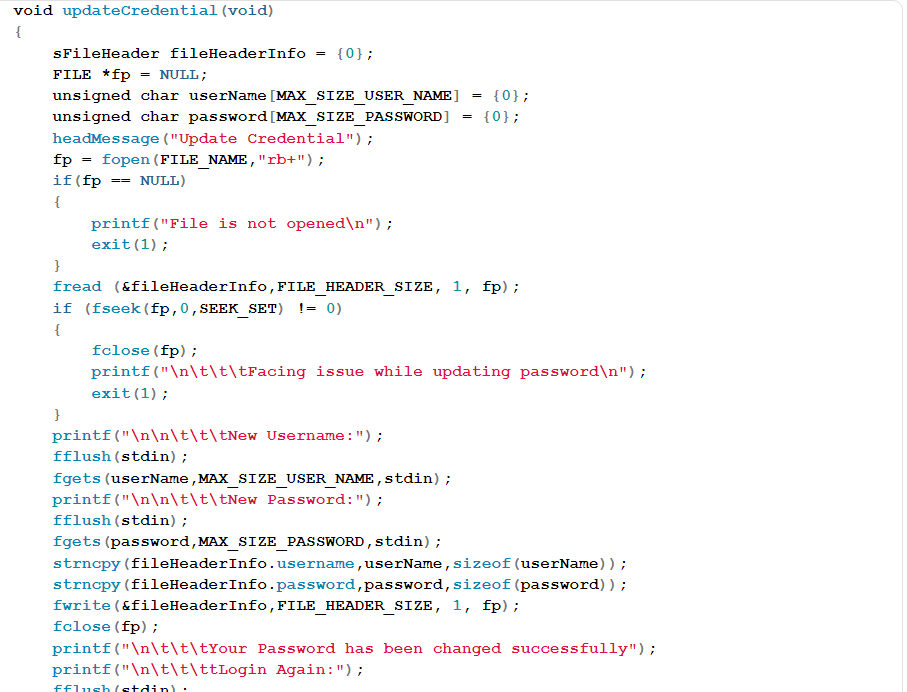 void updateCredential(void)
{
    sFileHeader fileHeaderInfo = {0};
    FILE *fp = NULL;
    unsigned char userName[MAX_SIZE_USER_NAME] = {0};
    unsigned char password[MAX_SIZE_PASSWORD] = {0};
    headMessage("Update Credential");
    fp = fopen(FILE_NAME,"rb+");
    if(fp == NULL)
    {
        printf("File is not opened\n");
        exit(1);
    }
    fread (&fileHeaderInfo,FILE_HEADER_SIZE, 1, fp);
    if (fseek(fp,0,SEEK_SET) != 0)
    {
        fclose(fp);
        printf("\n\t\t\tFacing issue while updating password\n");
        exit(1);
    }
    printf("\n\n\t\t\tNew Username:");
    fflush(stdin);
    fgets(userName,MAX_SIZE_USER_NAME,stdin);
    printf("\n\n\t\t\tNew Password:");
    fflush(stdin);
    fgets(password,MAX_SIZE_PASSWORD,stdin);
    strncpy(fileHeaderInfo.username,userName,sizeof(userName));
    strncpy(fileHeaderInfo.password,password,sizeof(password));
    fwrite(&fileHeaderInfo,FILE_HEADER_SIZE, 1, fp);
    fclose(fp);
    printf("\n\t\t\tYour Password has been changed successfully");
    printf("\n\t\t\ttLogin Again:");
    fflush(stdin);